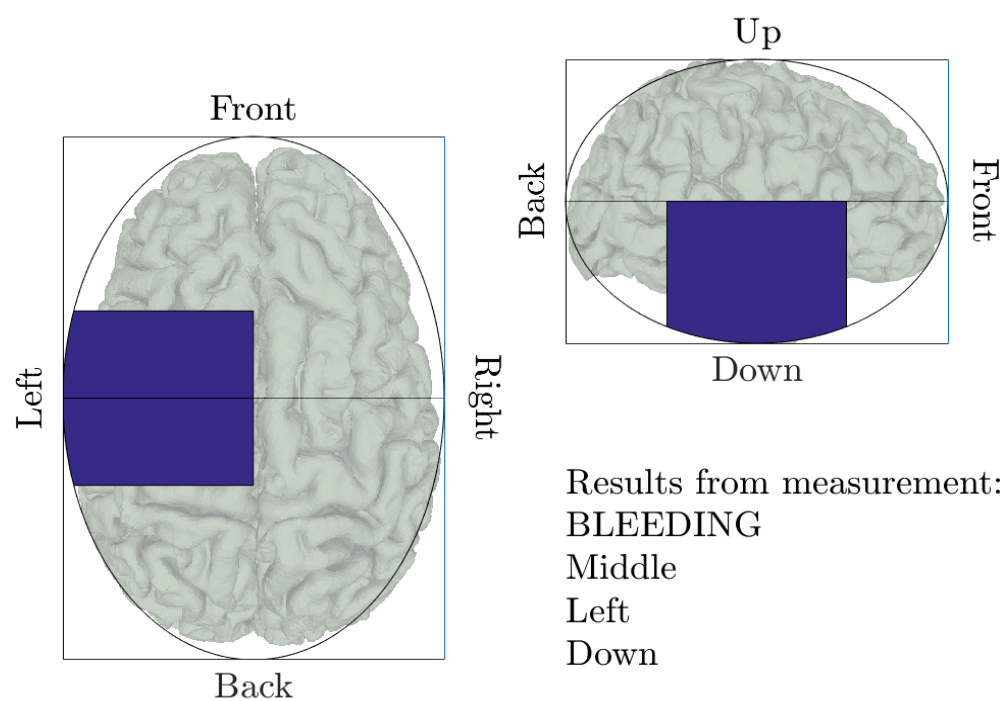 Front
Left
Right
Back
Up
Back
Front
Down
Results from measurement:
BLEEDING
Middle
Left
Down